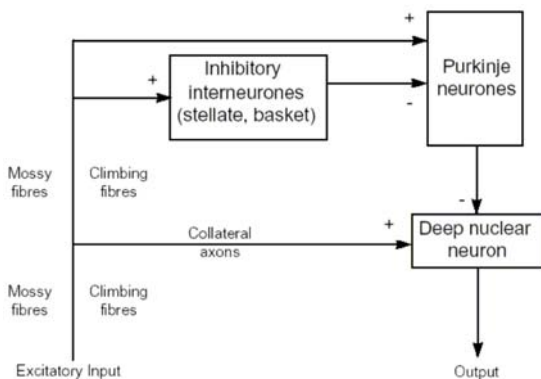 +
Inhibitory
interneurones
(stellate, basket)
+
-
Purkinje
neurones
Mossy
fibres
Climbing
fibres
-
Collateral
axons
+
Deep nuclear
neuron
Mossy
fibres
Climbing
fibres
Excitatory Input
Output